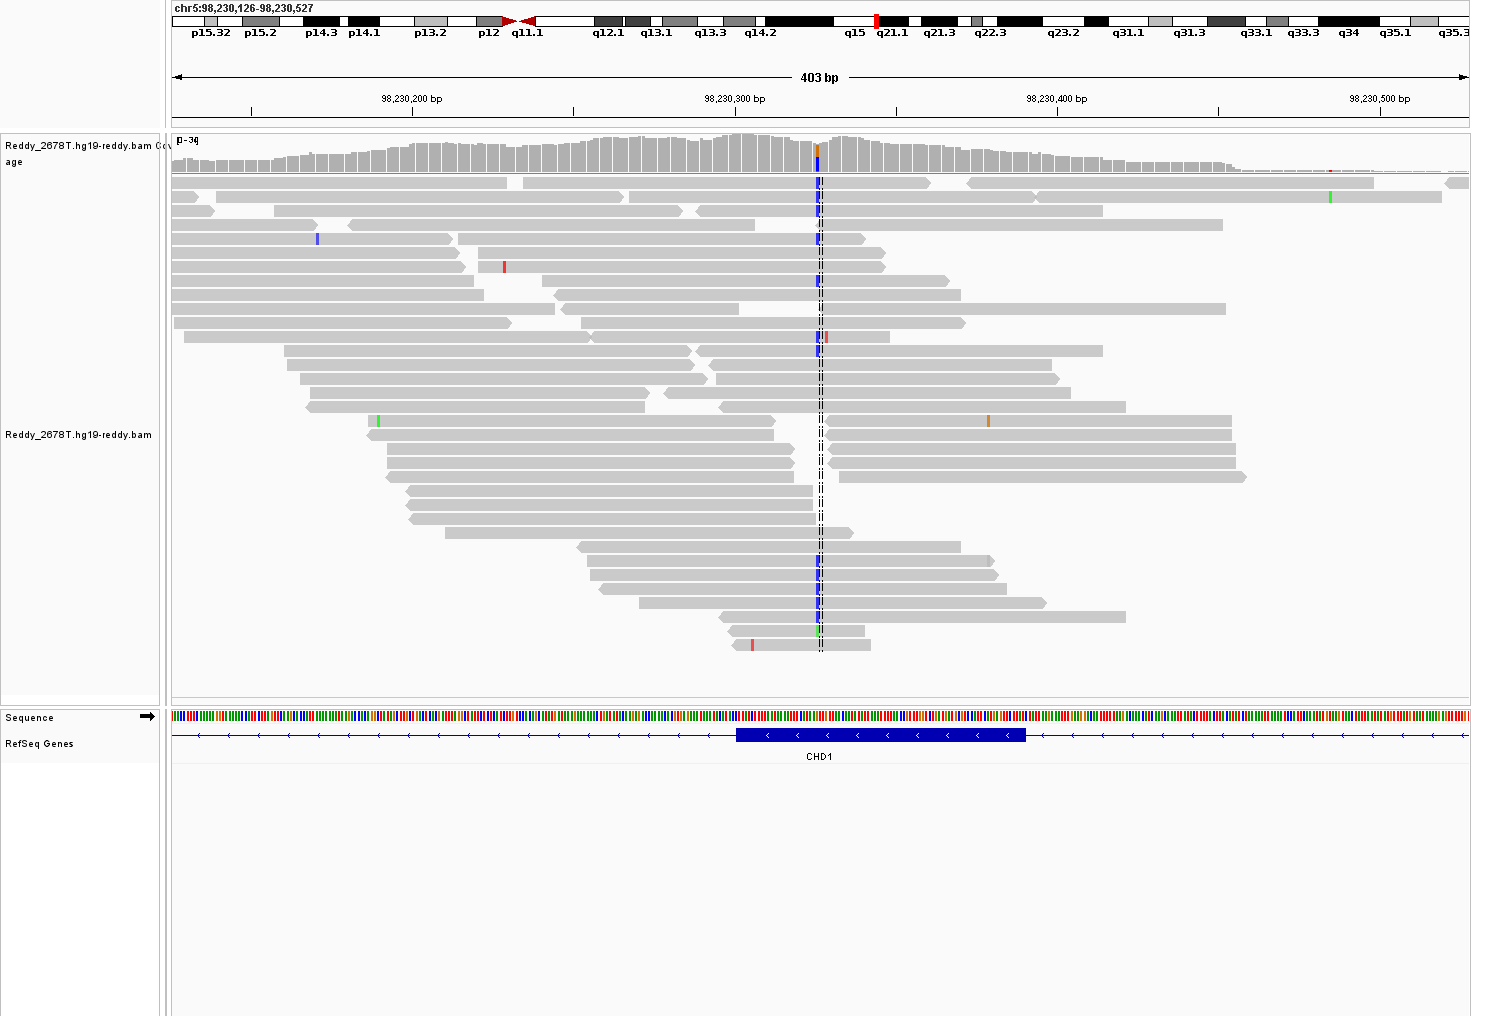 chr5:98,230,126-98,230,527
p15.32 p15.2 p14.3 p14.1 p13.2 p12 q11.1 q12.1 q13.1 q13.3 q14.2 q15 q21.1 q21.3 q22.3 q23.2 q31.1 q31.3 q33.1 q33.3 q34 q35.1 q35.3
403 bp
98,230,200 bp 98,230,300 bp 98,230,400 bp 98,230,500 bp
Reddy_2678T.hg19-reddy.bam Cov
age
Reddy_2678T.hg19-reddy.bam
Sequence
RefSeq Genes
CHD1